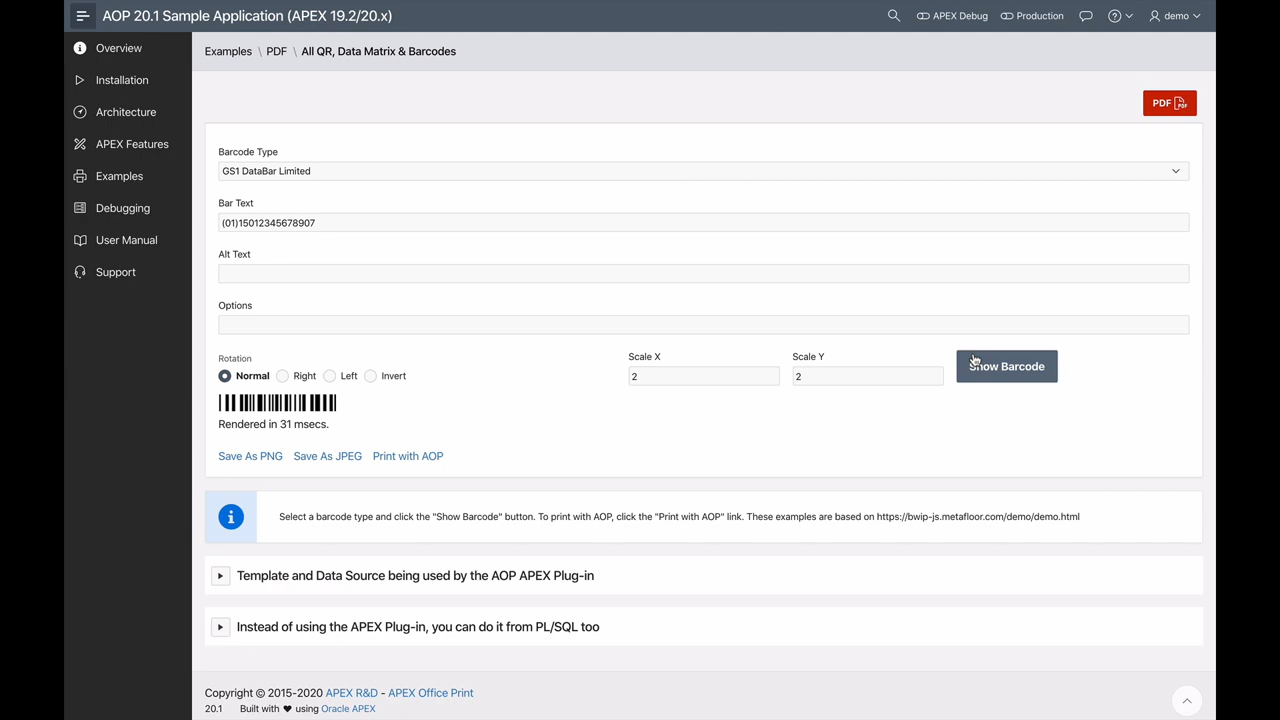 AOP 20.1 Sample Application (APEX 19.2/20.x)
APEX Debug
Production
demo
Overview
Installation
Architecture
APEX Features
Examples
Debugging
User Manual
Support
Examples \ PDF \ All QR, Data Matrix & Barcodes
PDF
Barcode Type
GS1 DataBar Limited
Bar Text
(01)15012345678907
Alt Text
Options
Rotation
Normal Right Left Invert
Scale X
2
Scale Y
2
Show Barcode
Rendered in 31 msecs.
Save As PNG Save As JPEG Print with AOP
Select a barcode type and click the "Show Barcode" button. To print with AOP, click the "Print with AOP" link. These examples are based on https://bwip-js.metafloor.com/demo/demo.html
Template and Data Source being used by the AOP APEX Plug-in
Instead of using the APEX Plug-in, you can do it from PL/SQL too
Copyright © 2015-2020 APEX R&D - APEX Office Print
20.1 Built with ♥ using Oracle APEX